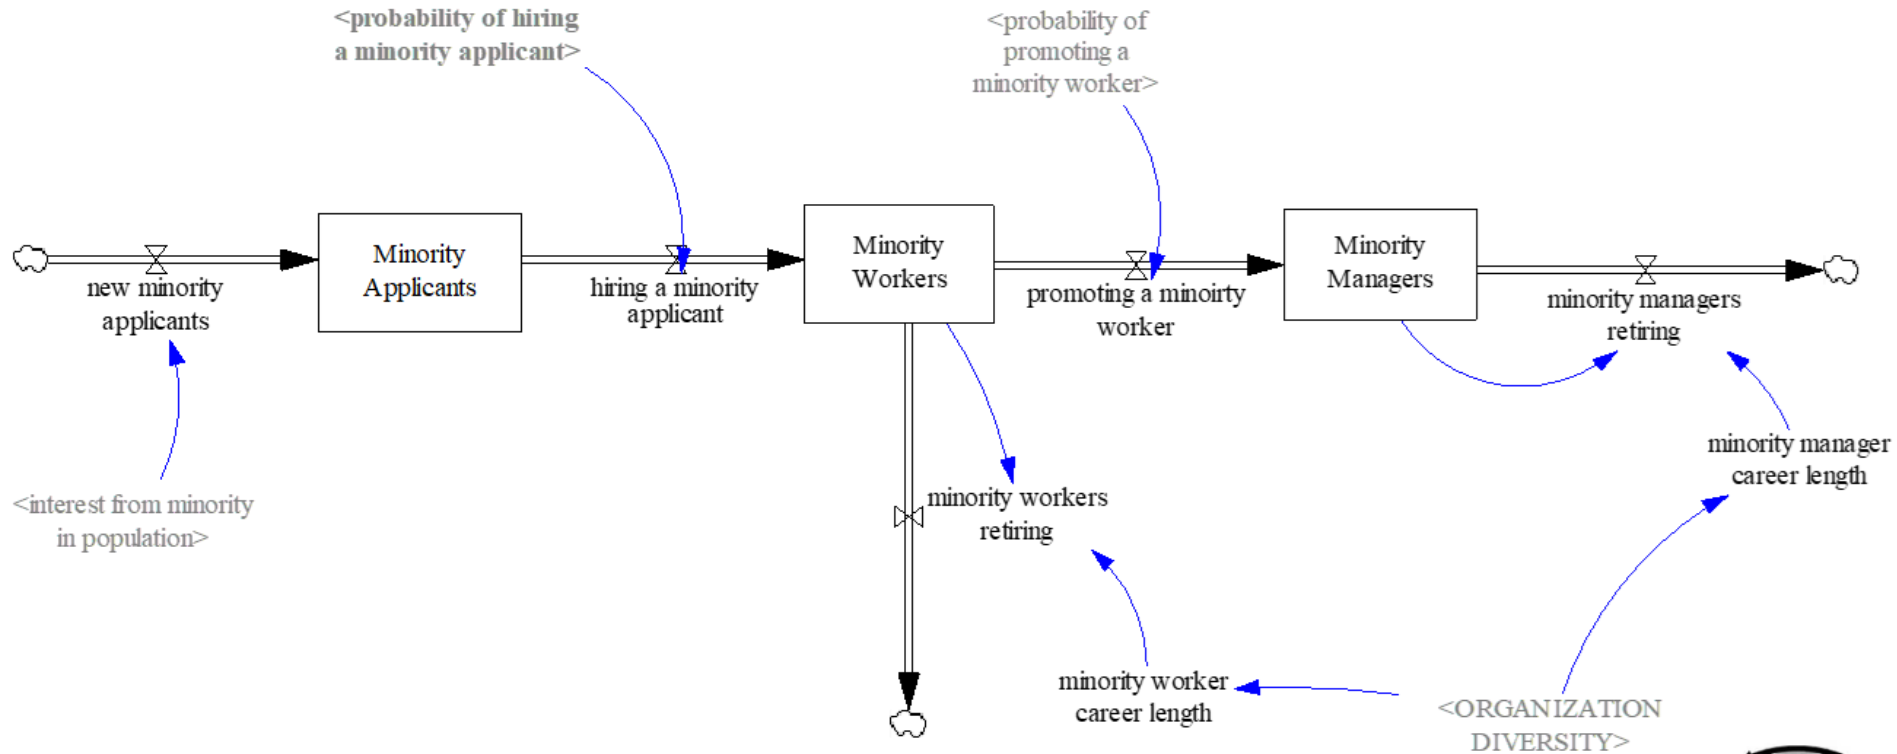 <probability of hiring
a minority applicant>
<probability of
promoting a
minority worker>
Minority
Applicants
Minority
Workers
Minority
Managers
new minority
applicants
hiring a minority
applicant
promoting a minoirty
worker
minority managers
retiring
<interest from minority
in population>
minority workers
retiring
minority manager
career length
minority worker
career length
<ORGANIZATION
DIVERSITY>